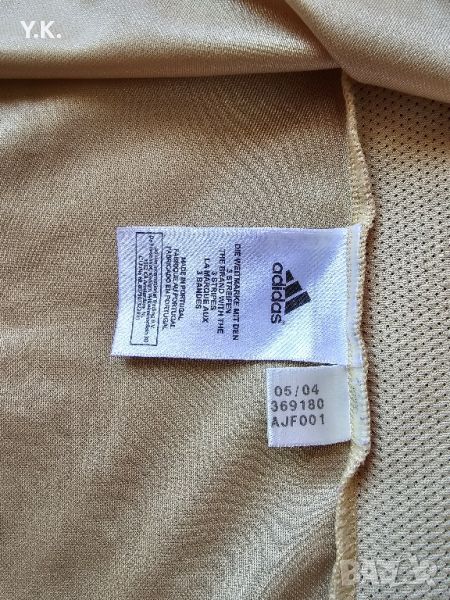 Y.K.
adidas
DIE WELTMARKE MIT DEN
3 STREIFEN
THE BRAND WITH THE
3 STRIPES
LA MARQUE AUX
3 BANDES
MADE IN PORTUGAL
FABRIQUE AU PORTUGAL
FABRICADO EN PORTUGAL
05/04
369180
AJF001
BAZAR